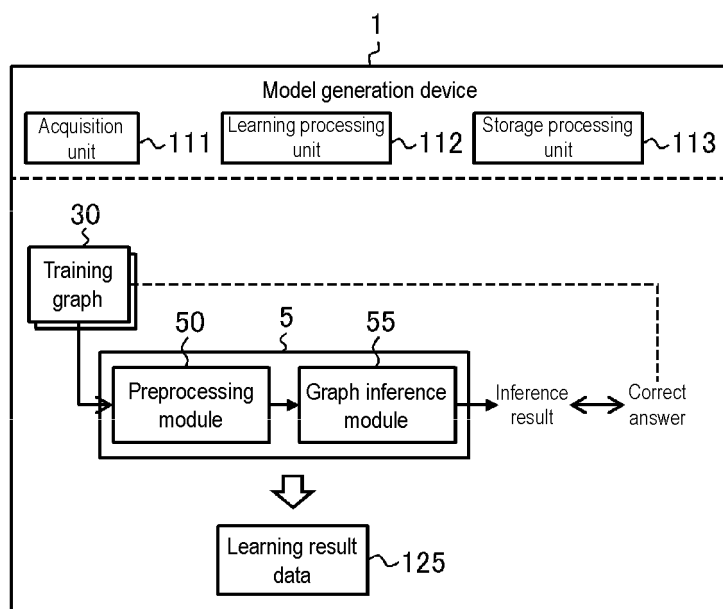 1
Model generation device
Acquisition
unit
111
Learning processing
unit
112
Storage processing
unit
113
30
Training
graph
50
5
55
Preprocessing
module
Graph inference
module
Inference
result
Correct
answer
Learning result
data
125